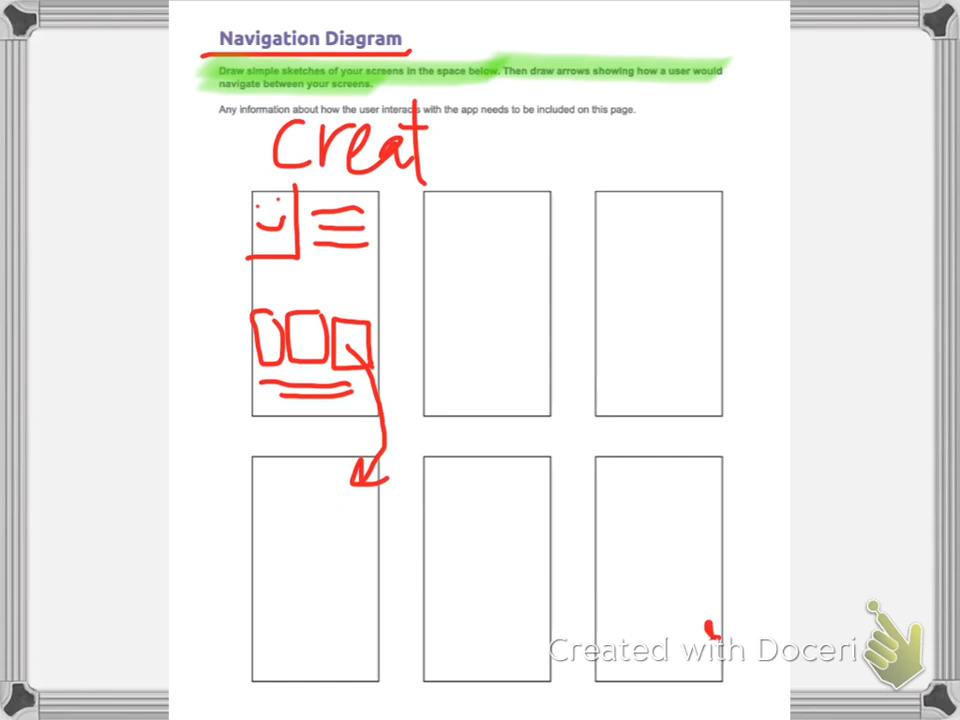 Navigation Diagram
Draw simple sketches of your screens in the space below. Then draw arrows showing how a user would
navigate between your screens.
Any information about how the user interacts with the app needs to be included on this page.
Creat
Created with Doceri